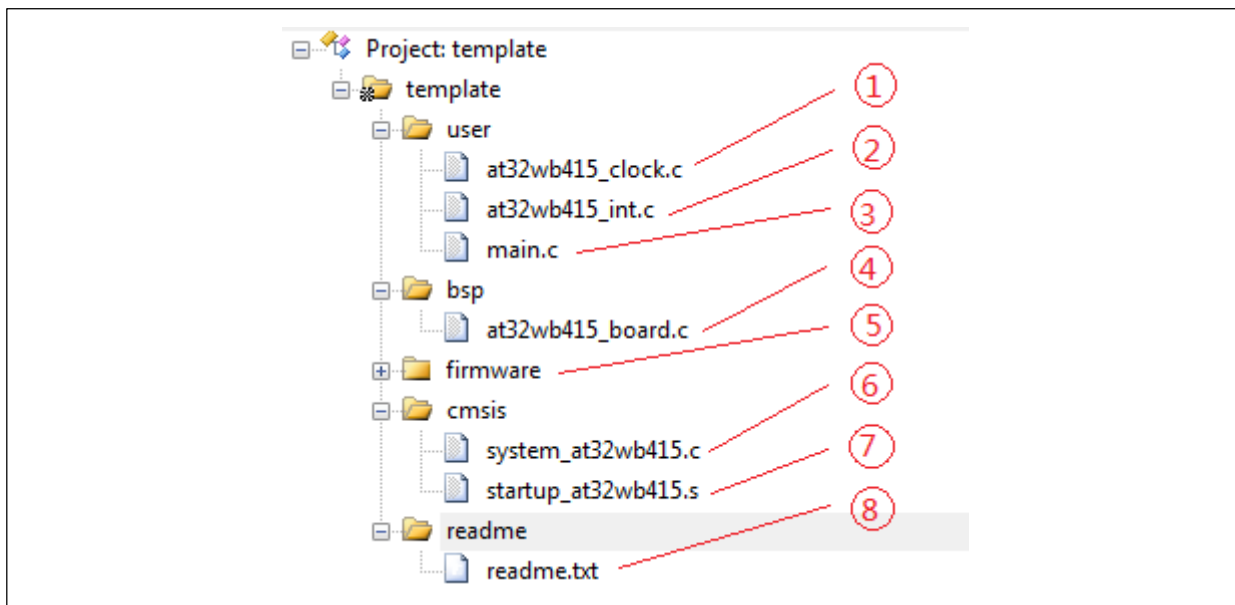 Project: template
template
user
at32wb415_clock.c ①
at32wb415_int.c ②
main.c ③
bsp
at32wb415_board.c ④
firmware ⑤
cmsis
system_at32wb415.c ⑥
startup_at32wb415.s ⑦
readme
readme.txt ⑧